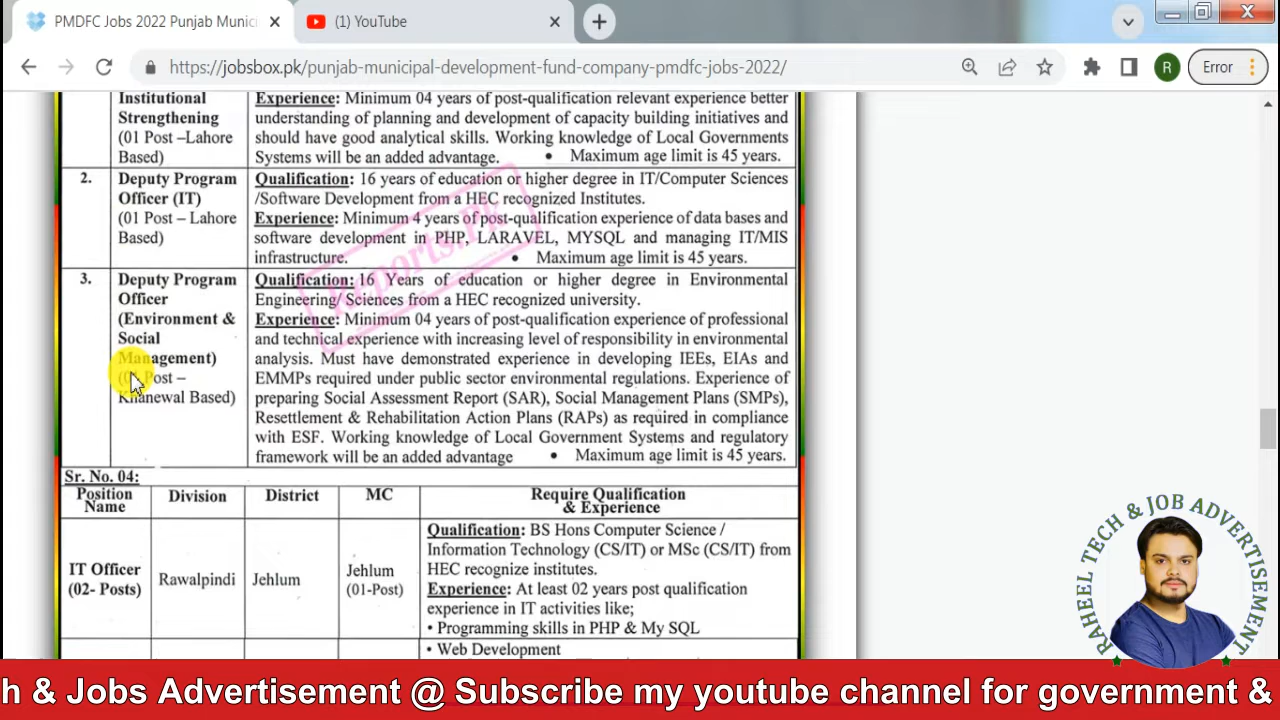 PMDFC Jobs 2022 Punjab Munici
(1) YouTube
https://jobsbox.pk/punjab-municipal-development-fund-company-pmdfc-jobs-2022/
R
Error
Institutional
Strengthening
(01 Post –Lahore
Based)
Experience: Minimum 04 years of post-qualification relevant experience better
understanding of planning and development of capacity building initiatives and
should have good analytical skills. Working knowledge of Local Governments
Systems will be an added advantage. • Maximum age limit is 45 years.
2.
Deputy Program
Officer (IT)
(01 Post – Lahore
Based)
Qualification: 16 years of education or higher degree in IT/Computer Sciences
/Software Development from a HEC recognized Institutes.
Experience: Minimum 4 years of post-qualification experience of data bases and
software development in PHP, LARAVEL, MYSQL and managing IT/MIS
infrastructure. • Maximum age limit is 45 years.
3.
Deputy Program
Officer
(Environment &
Social
Management)
(01 Post –
Khanewal Based)
Qualification: 16 Years of education or higher degree in Environmental
Engineering/ Sciences from a HEC recognized university.
Experience: Minimum 04 years of post-qualification experience of professional
and technical experience with increasing level of responsibility in environmental
analysis. Must have demonstrated experience in developing IEEs, EIAs and
EMMPs required under public sector environmental regulations. Experience of
preparing Social Assessment Report (SAR), Social Management Plans (SMPs),
Resettlement & Rehabilitation Action Plans (RAPs) as required in compliance
with ESF. Working knowledge of Local Government Systems and regulatory
framework will be an added advantage • Maximum age limit is 45 years.
Sr. No. 04:
Position
Name
Division
District
MC
Require Qualification
& Experience
IT Officer
(02- Posts)
Rawalpindi
Jehlum
Jehlum
(01-Post)
Qualification: BS Hons Computer Science /
Information Technology (CS/IT) or MSc (CS/IT) from
HEC recognize institutes.
Experience: At least 02 years post qualification
experience in IT activities like;
• Programming skills in PHP & My SQL
• Web Development
RAHEEL TECH & JOB ADVERTISEMENT
h & Jobs Advertisement @ Subscribe my youtube channel for government &